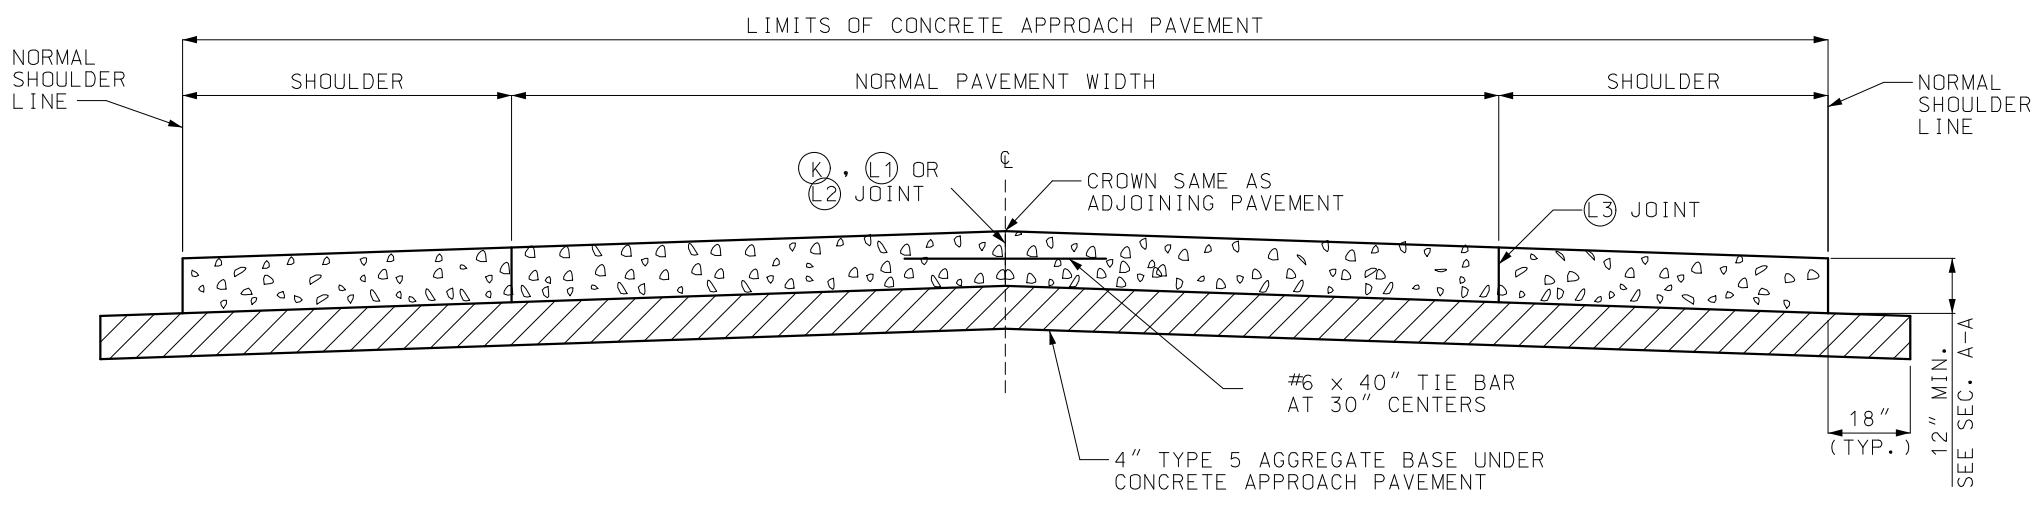 LIMITS OF CONCRETE APPROACH PAVEMENT
NORMAL
SHOULDER
LINE
SHOULDER
NORMAL PAVEMENT WIDTH
SHOULDER
NORMAL
SHOULDER
LINE
K, L1 OR
L2 JOINT
℄
CROWN SAME AS
ADJOINING PAVEMENT
L3 JOINT
#6 x 40" TIE BAR
AT 30" CENTERS
4" TYPE 5 AGGREGATE BASE UNDER
CONCRETE APPROACH PAVEMENT
18"
(TYP.)
12" MIN.
SEE SEC. A-A